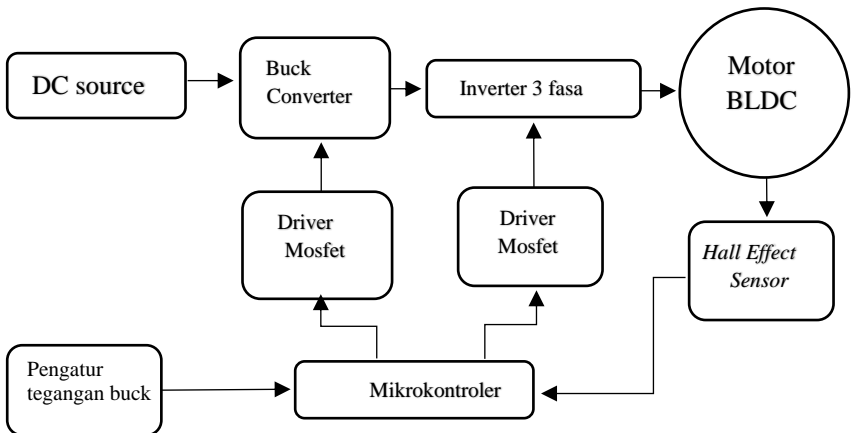 DC source
Buck
Converter
Inverter 3 fasa
Motor
BLDC
Driver
Mosfet
Driver
Mosfet
Hall Effect
Sensor
Pengatur
tegangan buck
Mikrokontroler